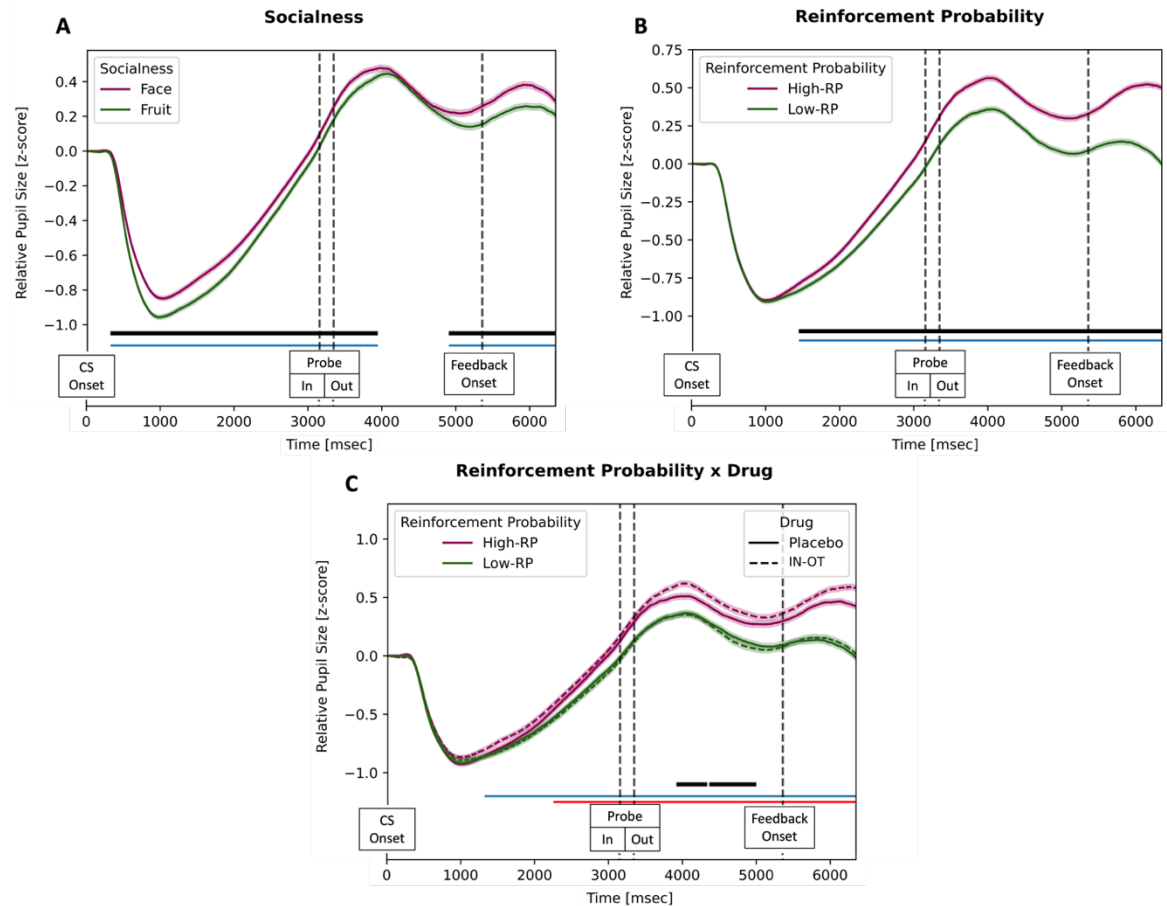 Socialness
A
Relative Pupil Size [z-score]
0.4
0.2
0.0
−0.2
−0.4
−0.6
−0.8
−1.0
Socialness
Face
Fruit
CS
Onset
Probe
In Out
Feedback
Onset
0 1000 2000 3000 4000 5000 6000
Time [msec]
Reinforcement Probability
B
Relative Pupil Size [z-score]
0.75
0.50
0.25
0.00
−0.25
−0.50
−0.75
−1.00
Reinforcement Probability
High-RP
Low-RP
CS
Onset
Probe
In Out
Feedback
Onset
0 1000 2000 3000 4000 5000 6000
Time [msec]
Reinforcement Probability x Drug
C
Relative Pupil Size [z-score]
1.0
0.5
0.0
−0.5
−1.0
Reinforcement Probability
High-RP
Low-RP
Drug
Placebo
IN-OT
CS
Onset
Probe
In Out
Feedback
Onset
0 1000 2000 3000 4000 5000 6000
Time [msec]